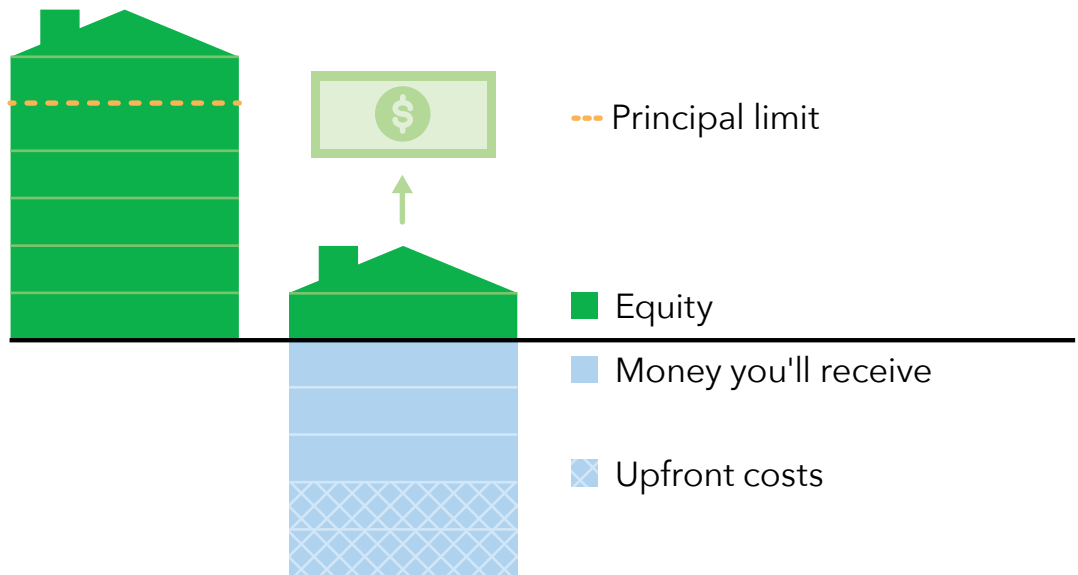 $
Principal limit
Equity
Money you'll receive
Upfront costs